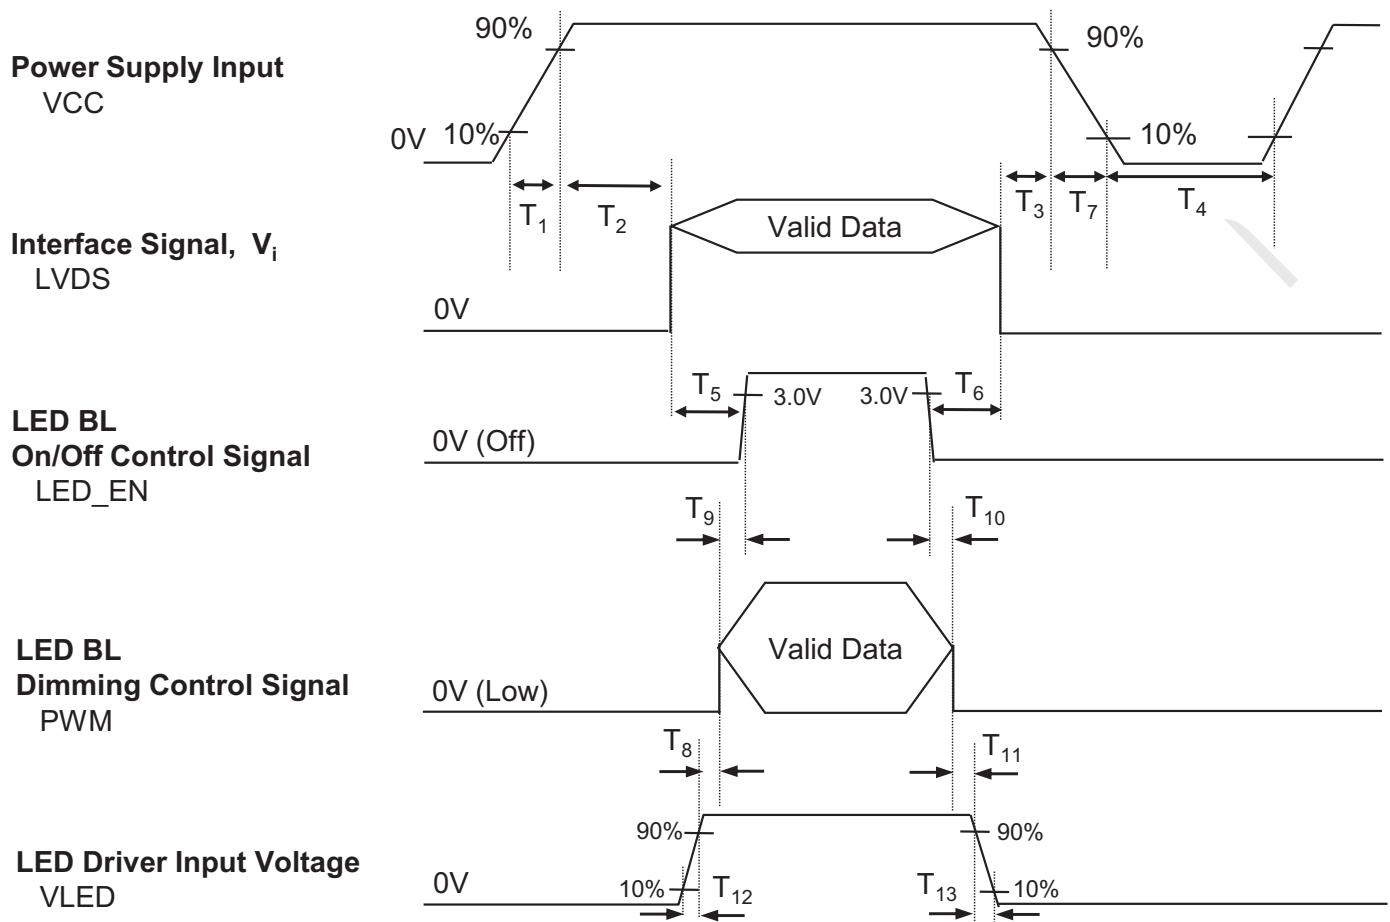 90%
90%
Power Supply Input
VCC
0V
10%
10%
T1
T2
T3
T7
T4
Valid Data
Interface Signal, Vi
LVDS
0V
T5
3.0V
3.0V
T6
LED BL
On/Off Control Signal
LED_EN
0V (Off)
T9
T10
LED BL
Dimming Control Signal
PWM
Valid Data
0V (Low)
T8
T11
90%
90%
LED Driver Input Voltage
VLED
0V
10%
T12
T13
10%